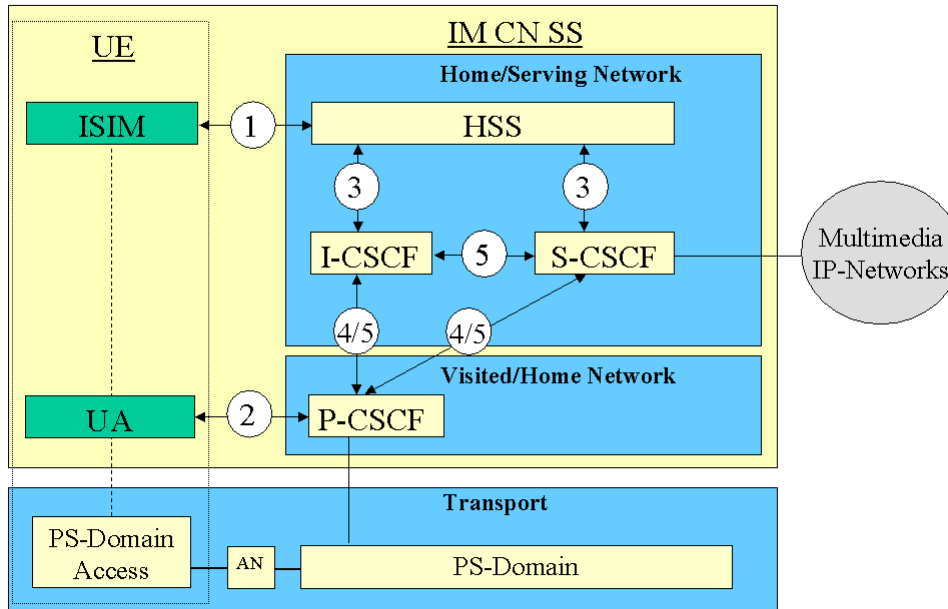 UE
IM CN SS
Home/Serving Network
ISIM
1
HSS
3
3
I-CSCF
5
S-CSCF
Multimedia
IP-Networks
4/5
4/5
Visited/Home Network
UA
2
P-CSCF
Transport
PS-Domain
Access
AN
PS-Domain